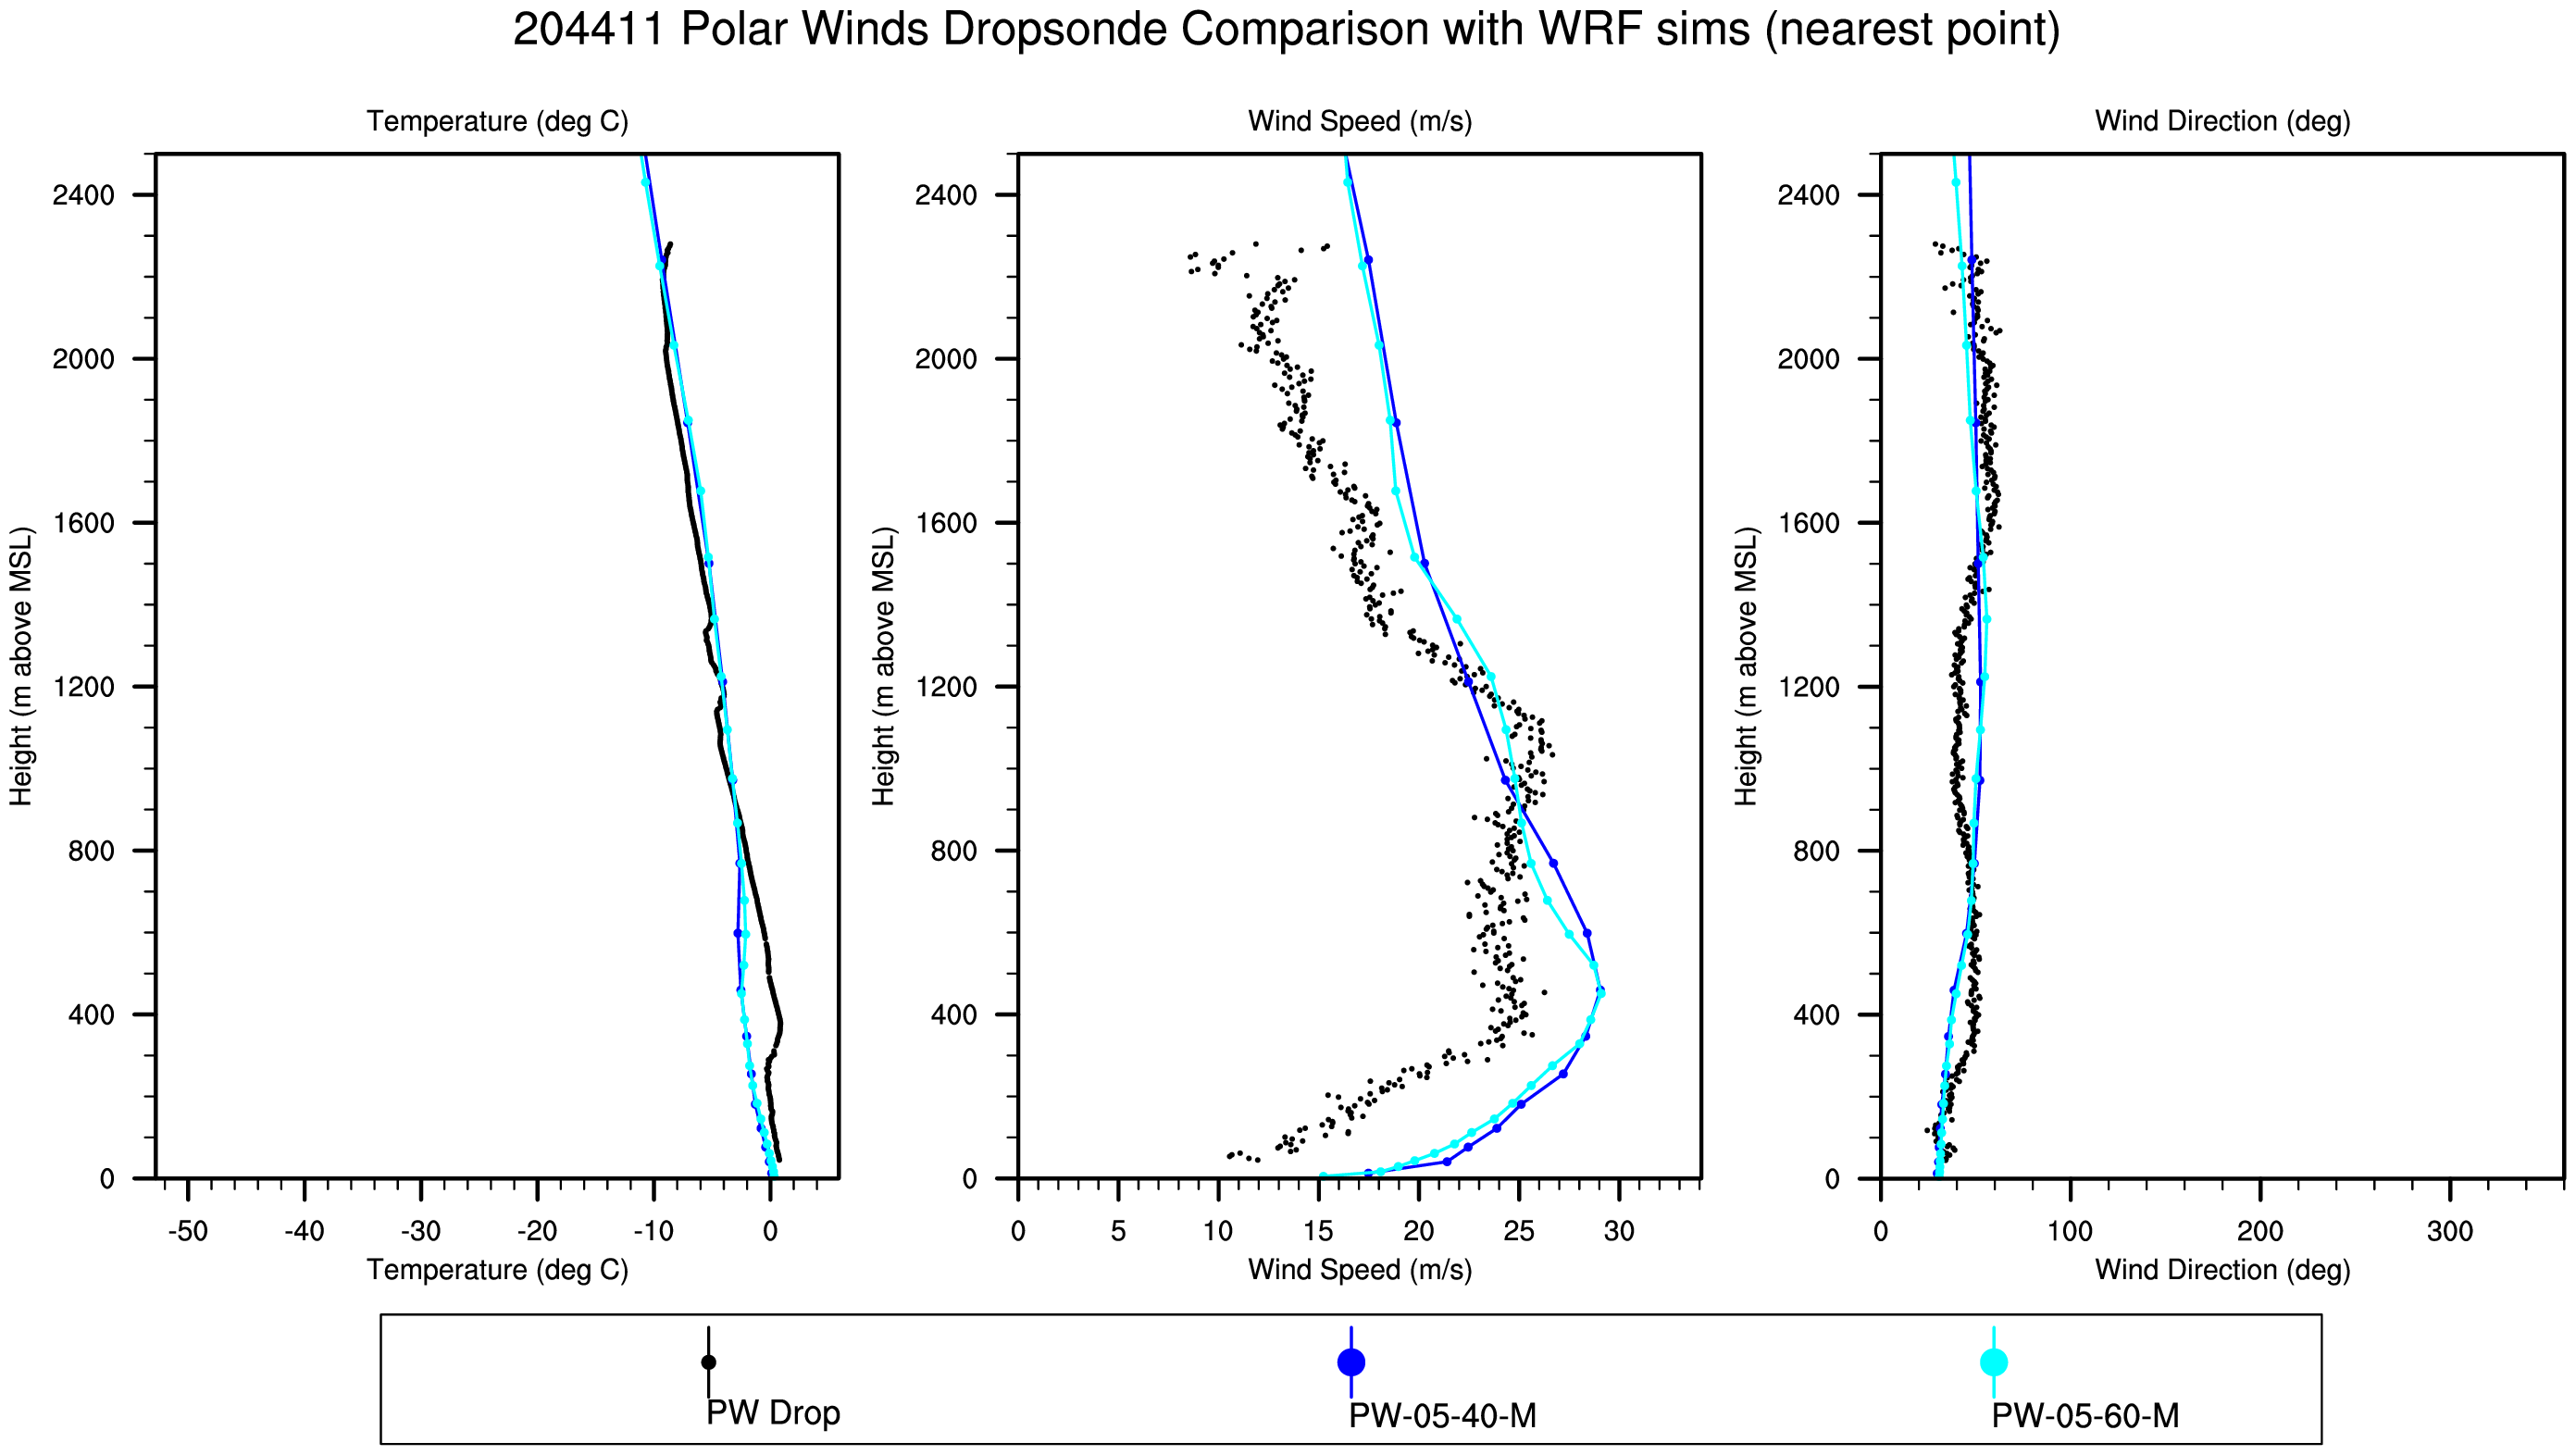 204411 Polar Winds Dropsonde Comparison with WRF sims (nearest point)
Temperature (deg C)
Wind Speed (m/s)
Wind Direction (deg)
Height (m above MSL)
2400
2000
1600
1200
800
400
0
-50 -40 -30 -20 -10 0
Temperature (deg C)
Height (m above MSL)
2400
2000
1600
1200
800
400
0
0 5 10 15 20 25 30
Wind Speed (m/s)
Height (m above MSL)
2400
2000
1600
1200
800
400
0
0 100 200 300
Wind Direction (deg)
PW Drop
PW-05-40-M
PW-05-60-M